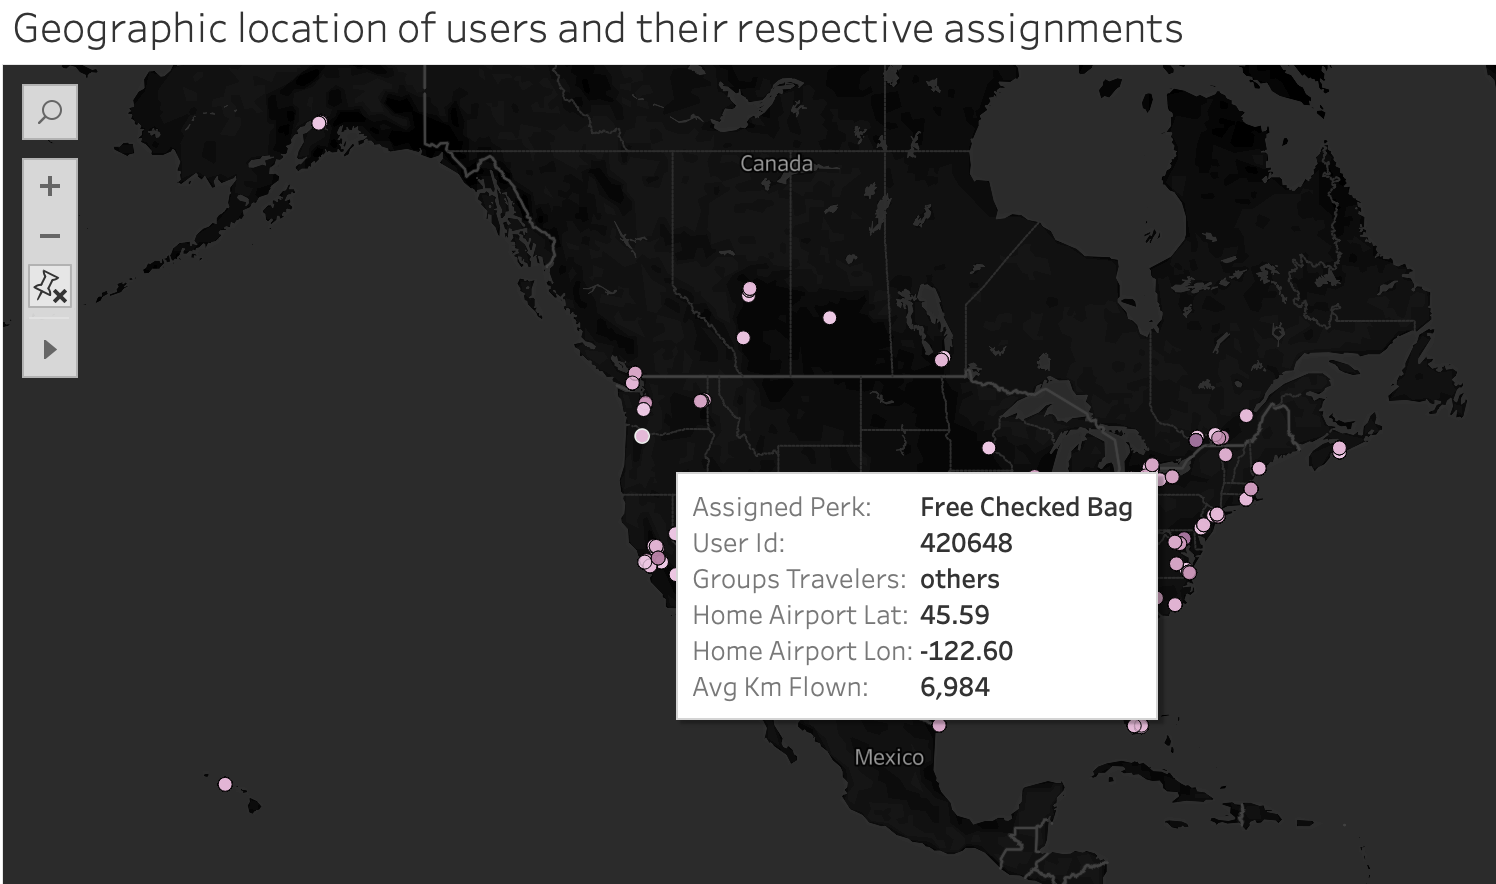 Geographic location of users and their respective assignments
Canada
Assigned Perk: Free Checked Bag
User Id: 420648
Groups Travelers: others
Home Airport Lat: 45.59
Home Airport Lon: -122.60
Avg Km Flown: 6,984
Mexico